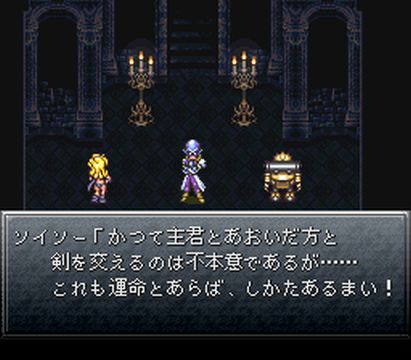 ソイソー「かつて主君とあおいだ方と
剣を交えるのは不本意であるが……
これも運命とあらば、しかたあるまい！